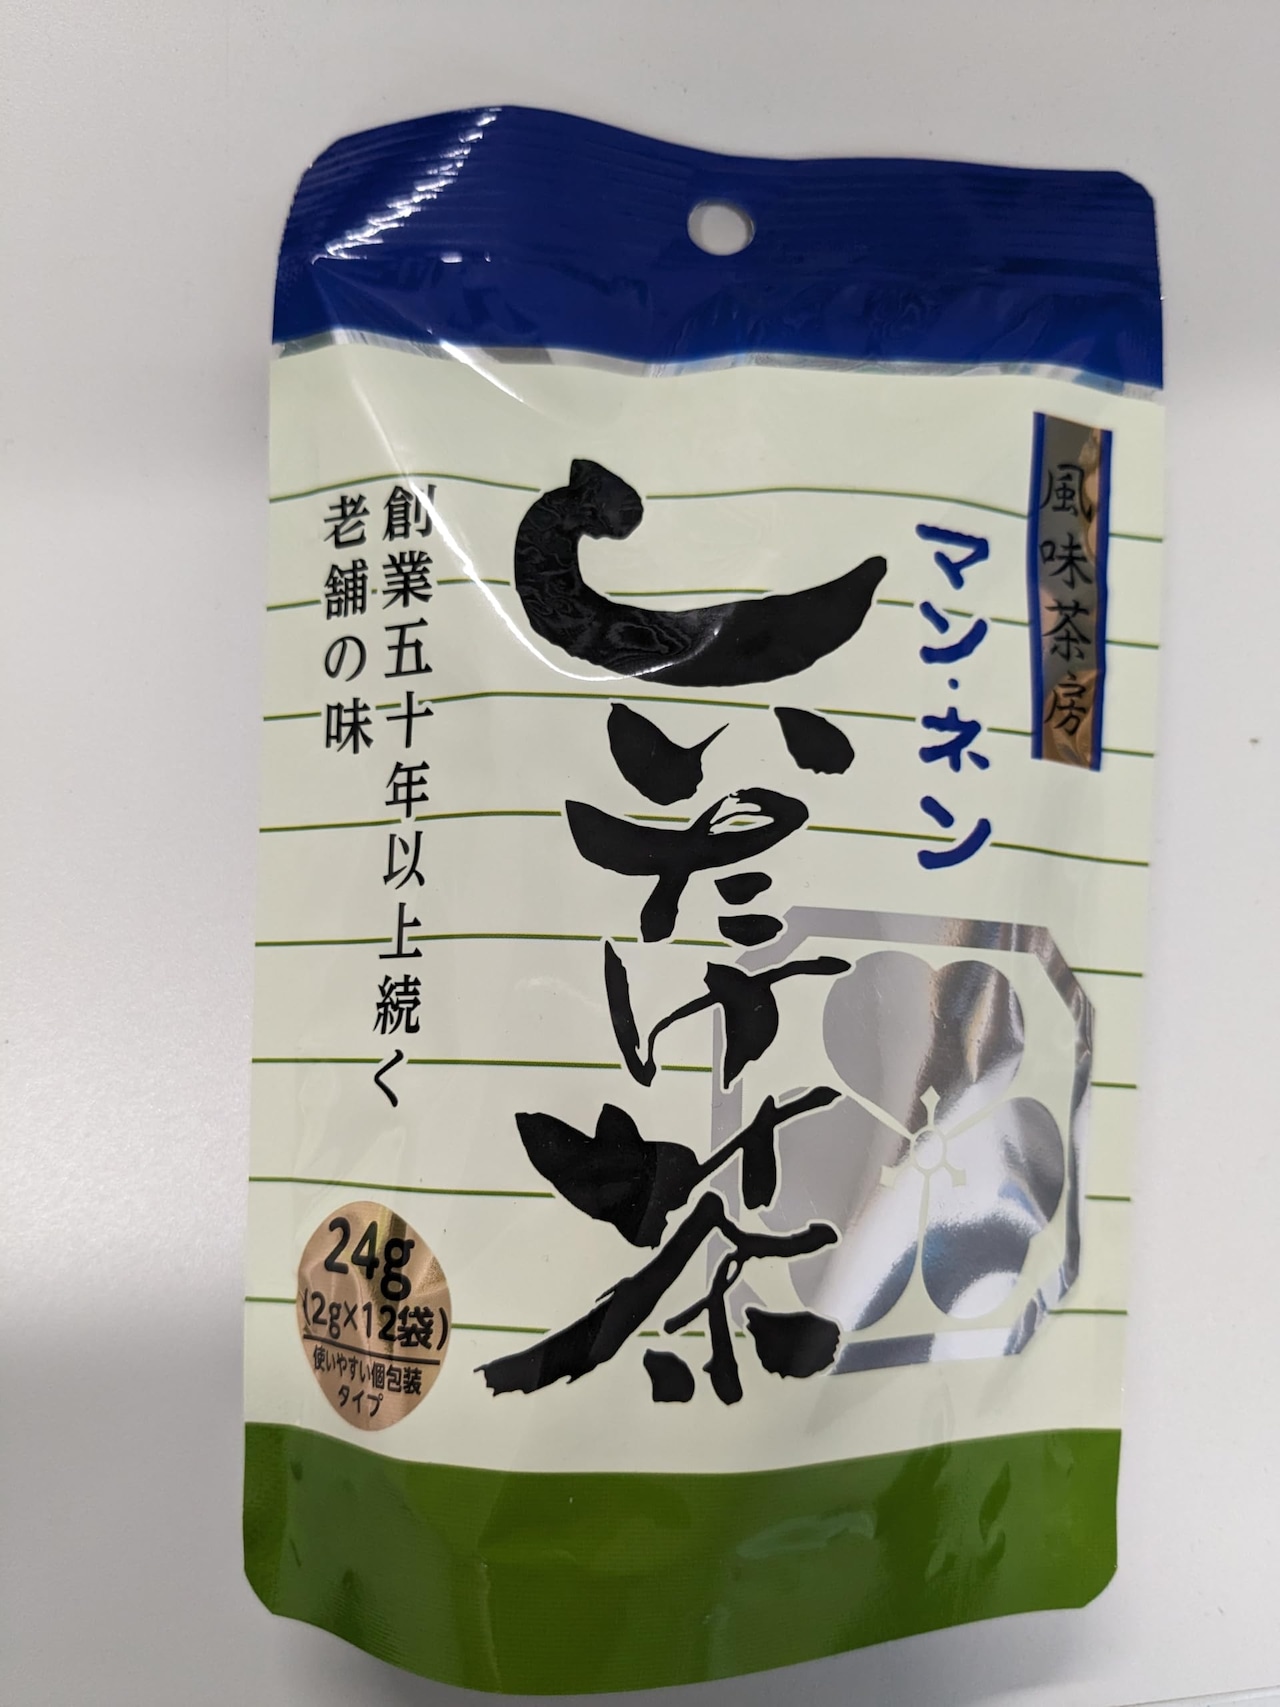 風味茶房
マン・ネン
しいたけ茶
創業五十年以上続く
老舗の味
24g
(2g×12袋)
使いやすい個包装
タイプ